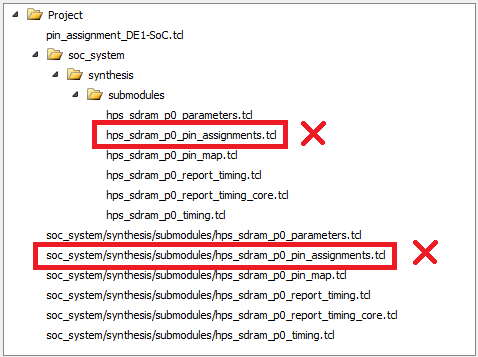 Project
pin_assignment_DE1-SoC.tcl
soc_system
synthesis
submodules
hps_sdram_p0_parameters.tcl
hps_sdram_p0_pin_assignments.tcl
hps_sdram_p0_pin_map.tcl
hps_sdram_p0_report_timing.tcl
hps_sdram_p0_report_timing_core.tcl
hps_sdram_p0_timing.tcl
soc_system/synthesis/submodules/hps_sdram_p0_parameters.tcl
soc_system/synthesis/submodules/hps_sdram_p0_pin_assignments.tcl
soc_system/synthesis/submodules/hps_sdram_p0_pin_map.tcl
soc_system/synthesis/submodules/hps_sdram_p0_report_timing.tcl
soc_system/synthesis/submodules/hps_sdram_p0_report_timing_core.tcl
soc_system/synthesis/submodules/hps_sdram_p0_timing.tcl